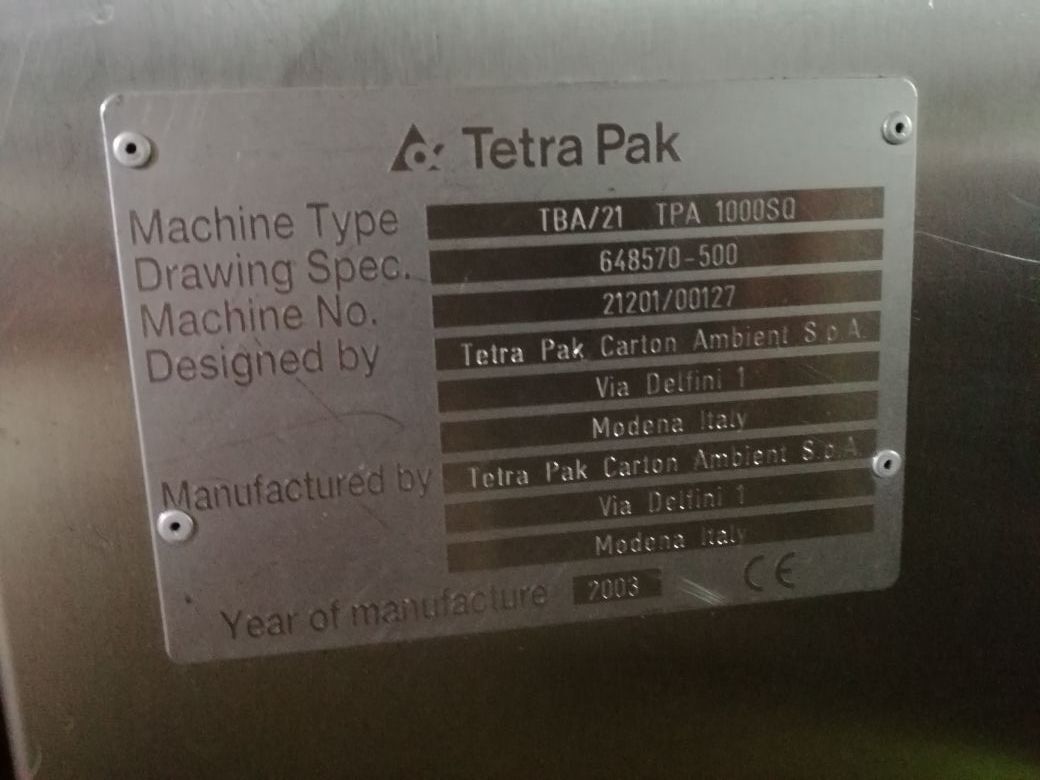 Tetra Pak
Machine Type TBA/21 TPA 1000SQ
Drawing Spec. 648570-500
Machine No. 21201/00127
Designed by Tetra Pak Carton Ambient S.p.A.
Via Delfini 1
Modena Italy
Manufactured by Tetra Pak Carton Ambient S.p.A.
Via Delfini 1
Modena Italy
Year of manufacture 2003 CE